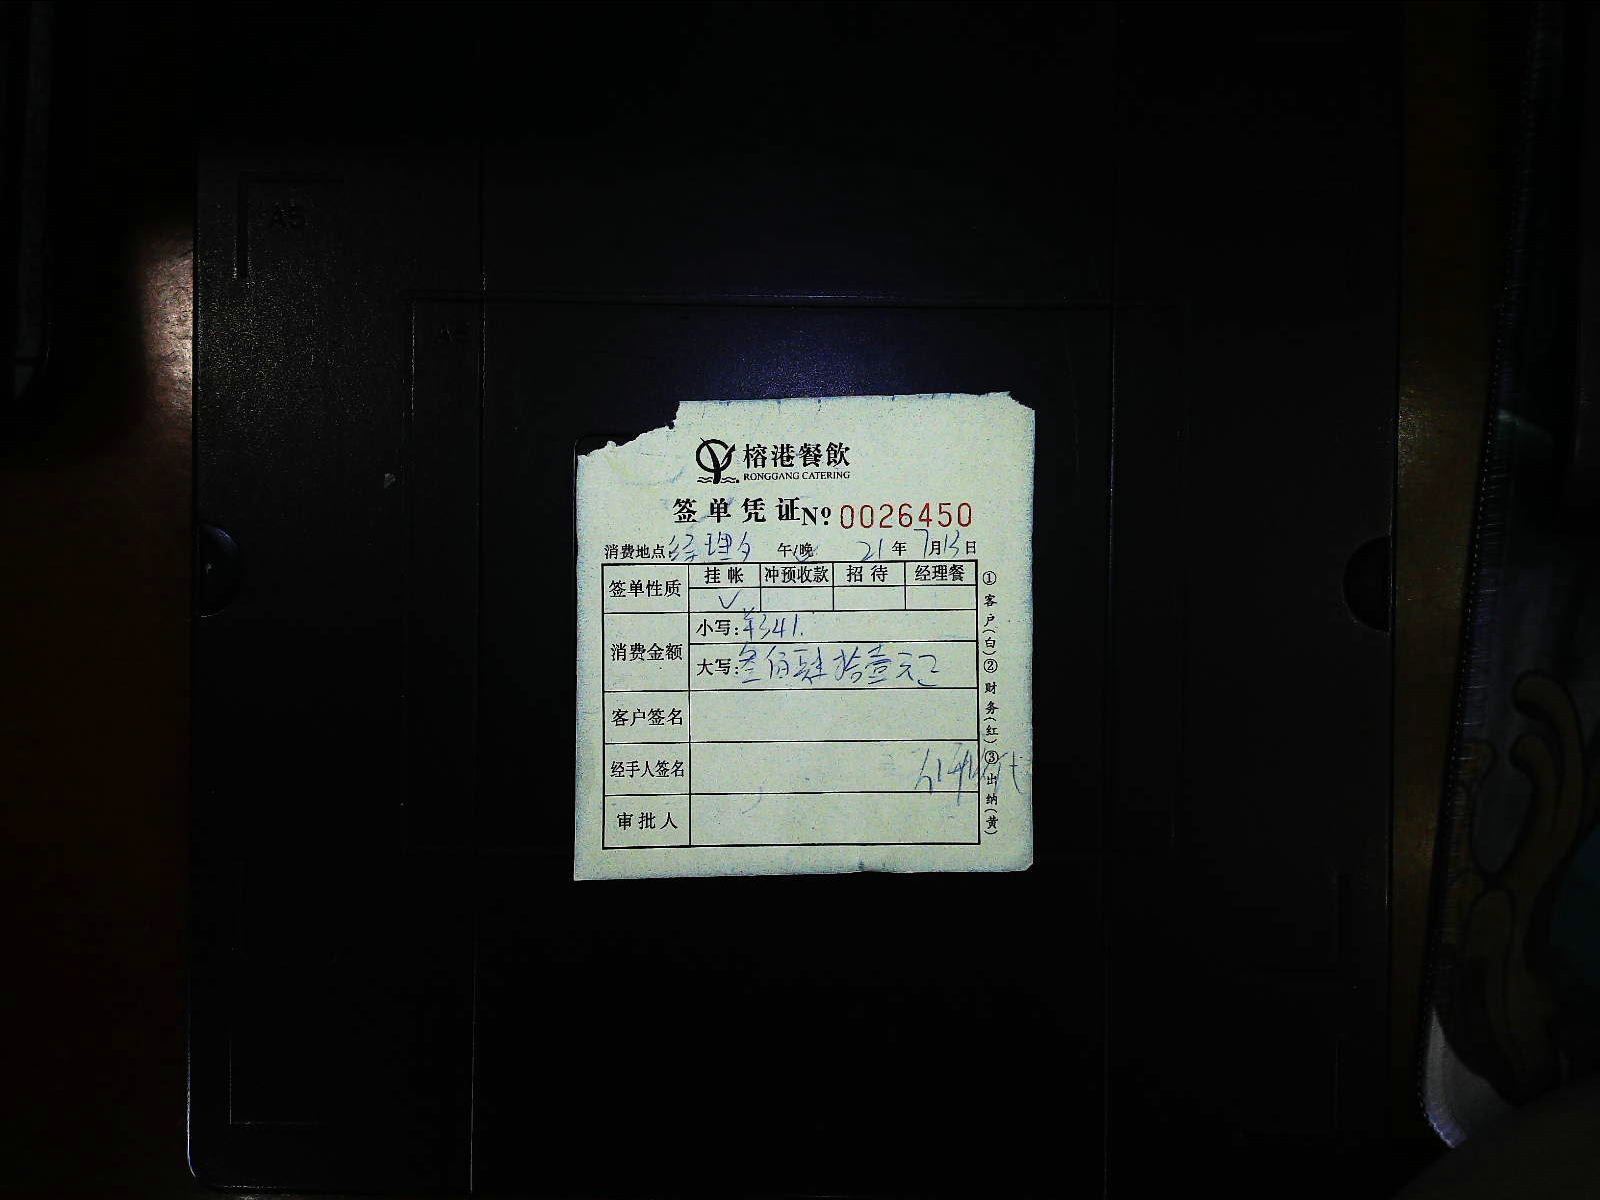 A5
榕港餐飲
RONGGANG CATERING
签单凭证 № 0026450
消费地点 经理 午/晚 21年7月13日
签单性质 挂帐 冲预收款 招待 经理餐
✓
消费金额 小写:¥341.
大写:叁佰肆拾壹元正
客户签名
经手人签名
审批人
①客户(白)②财务(红)③出纳(黄)